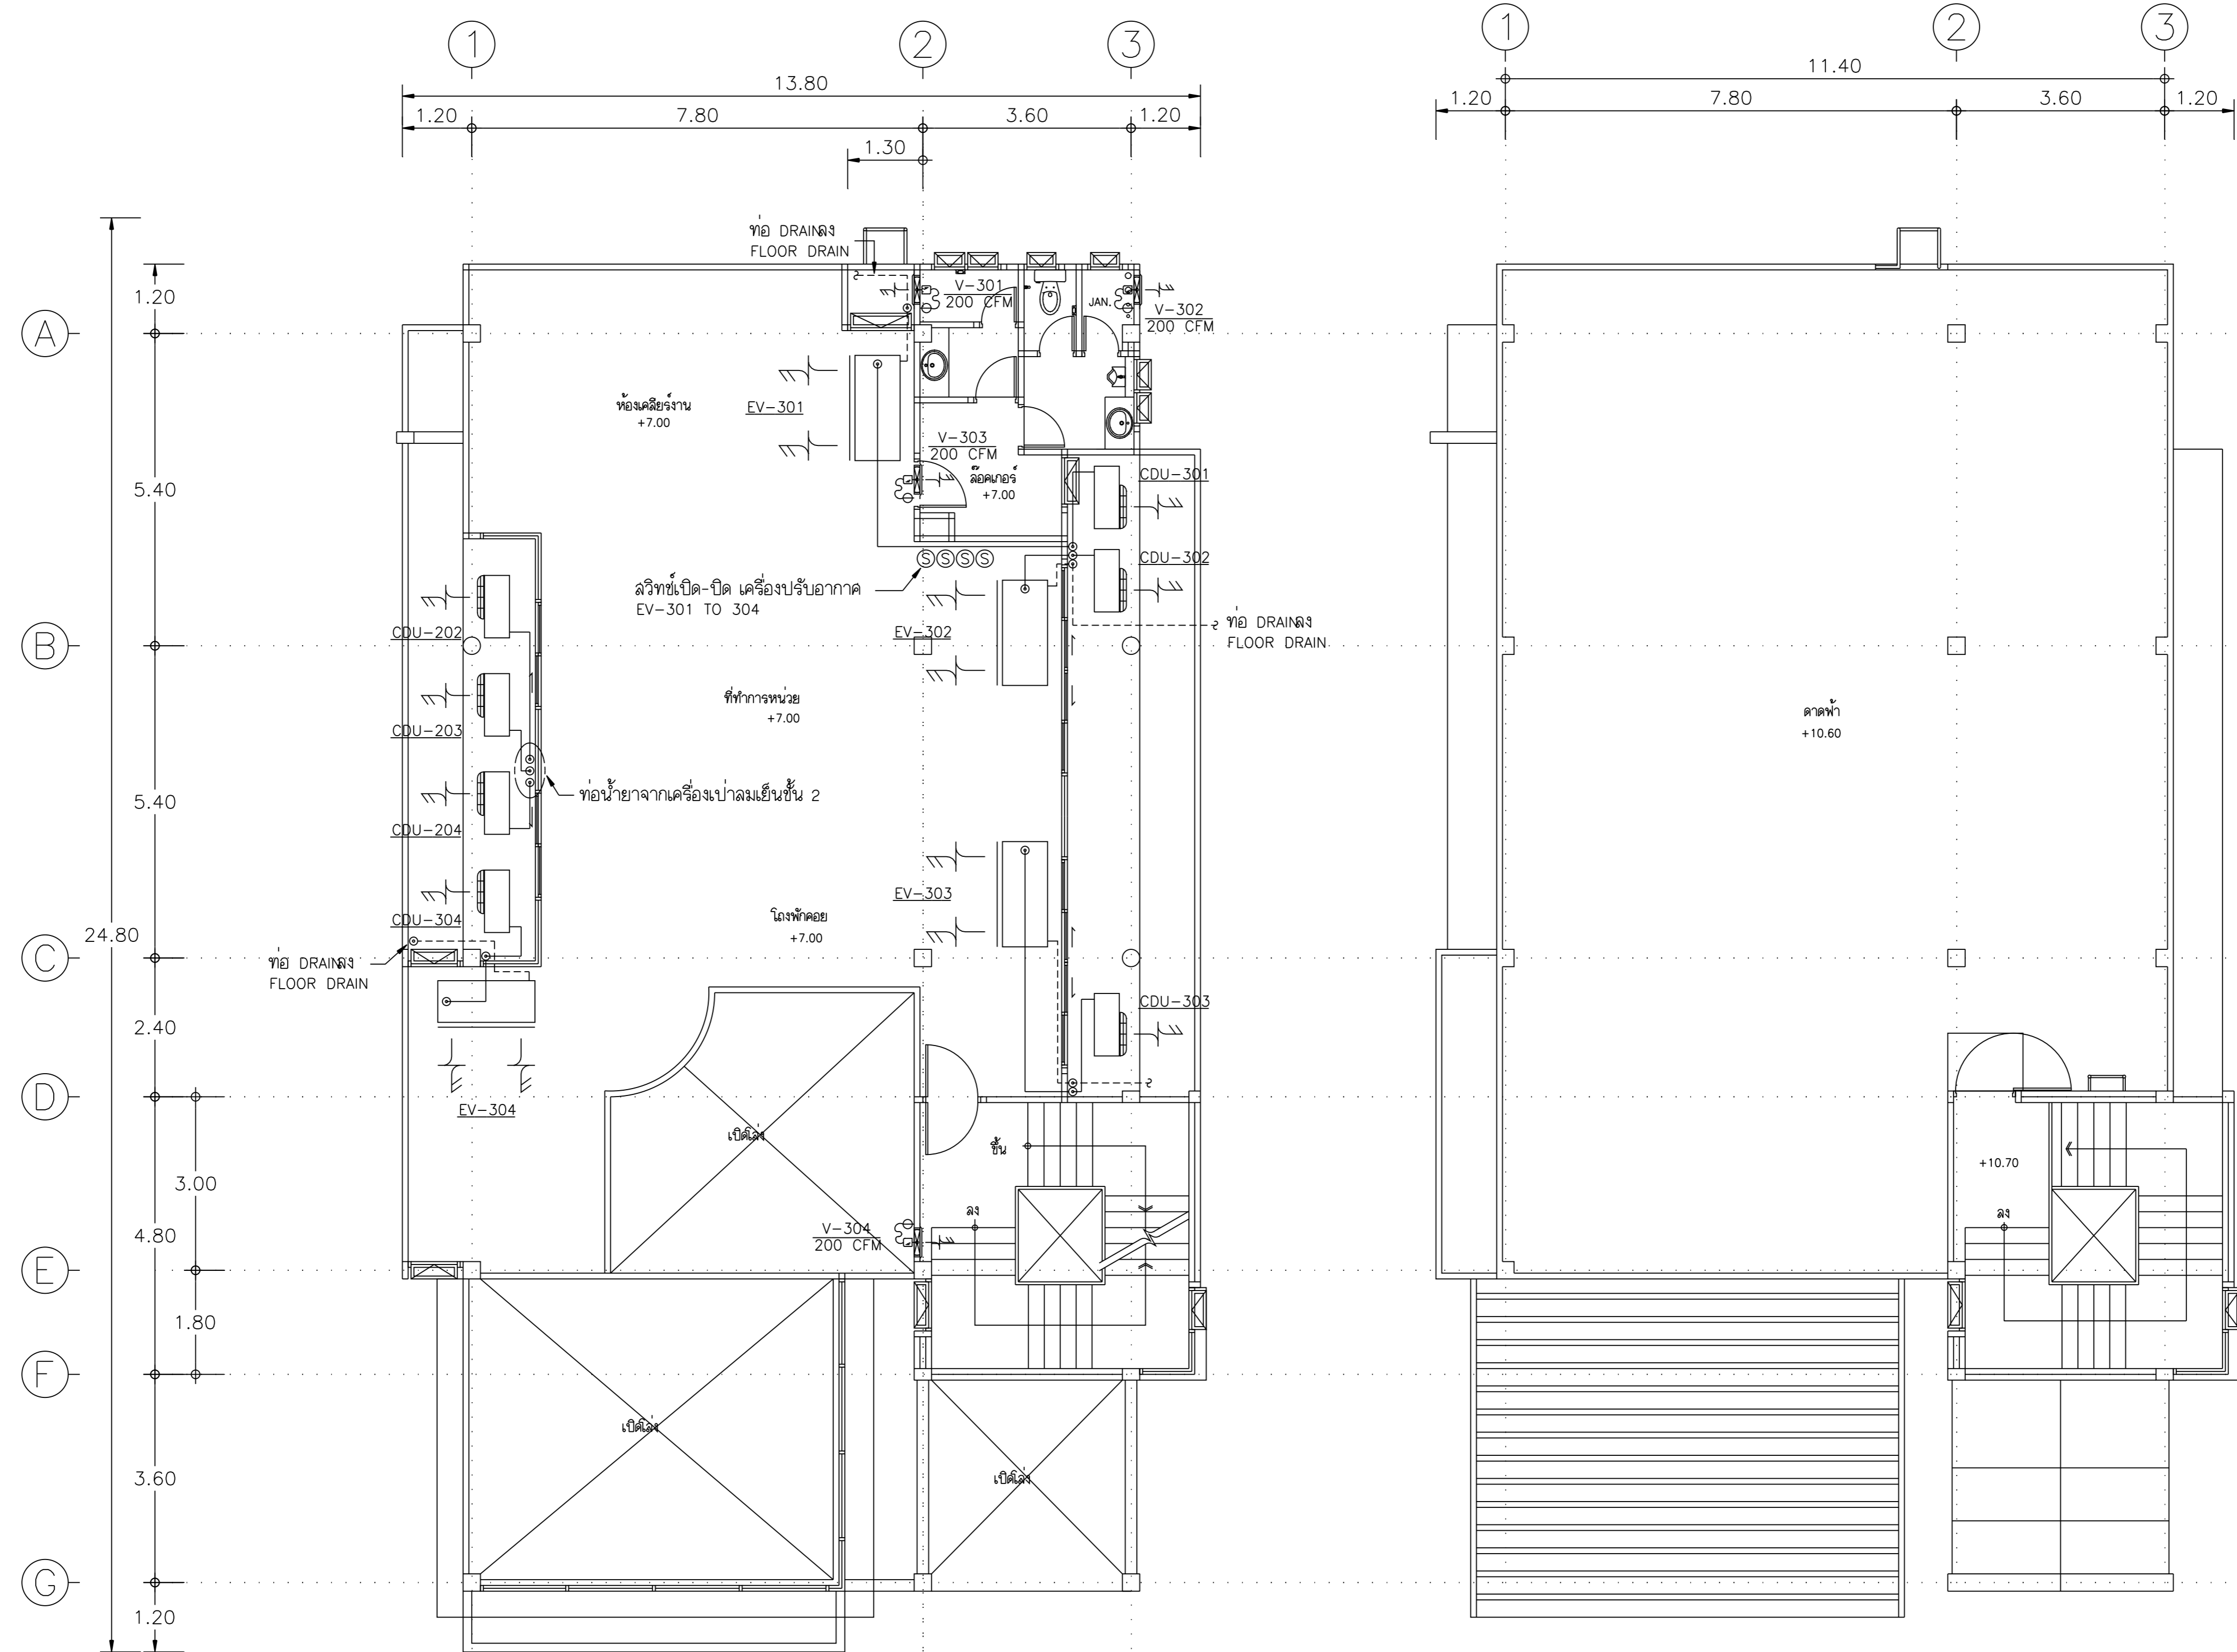 1
2
3
13.80
1.20
7.80
3.60
1.20
1.30
1
2
3
11.40
1.20
7.80
3.60
1.20
ท่อ DRAINลง
FLOOR DRAIN
V-301
200 CFM
JAN.
V-302
200 CFM
1.20
A
ห้องเคลียร์งาน
+7.00
EV-301
V-303
200 CFM
ล๊อคเกอร์
+7.00
CDU-301
5.40
CDU-302
S S S S
สวิทช์เปิด-ปิด เครื่องปรับอากาศ
EV-301 TO 304
CDU-202
EV-302
ท่อ DRAINลง
FLOOR DRAIN
B
ที่ทำการหน่วย
+7.00
ดาดฟ้า
+10.60
CDU-203
ท่อน้ำยาจากเครื่องเป่าลมเย็นชั้น 2
5.40
CDU-204
EV-303
CDU-304
โถงพักคอย
+7.00
24.80
C
ท่อ DRAINลง
FLOOR DRAIN
CDU-303
2.40
D
EV-304
เปิดโล่ง
ขึ้น
+10.70
3.00
ลง
ลง
4.80
V-304
200 CFM
E
1.80
F
เปิดโล่ง
เปิดโล่ง
3.60
G
1.20